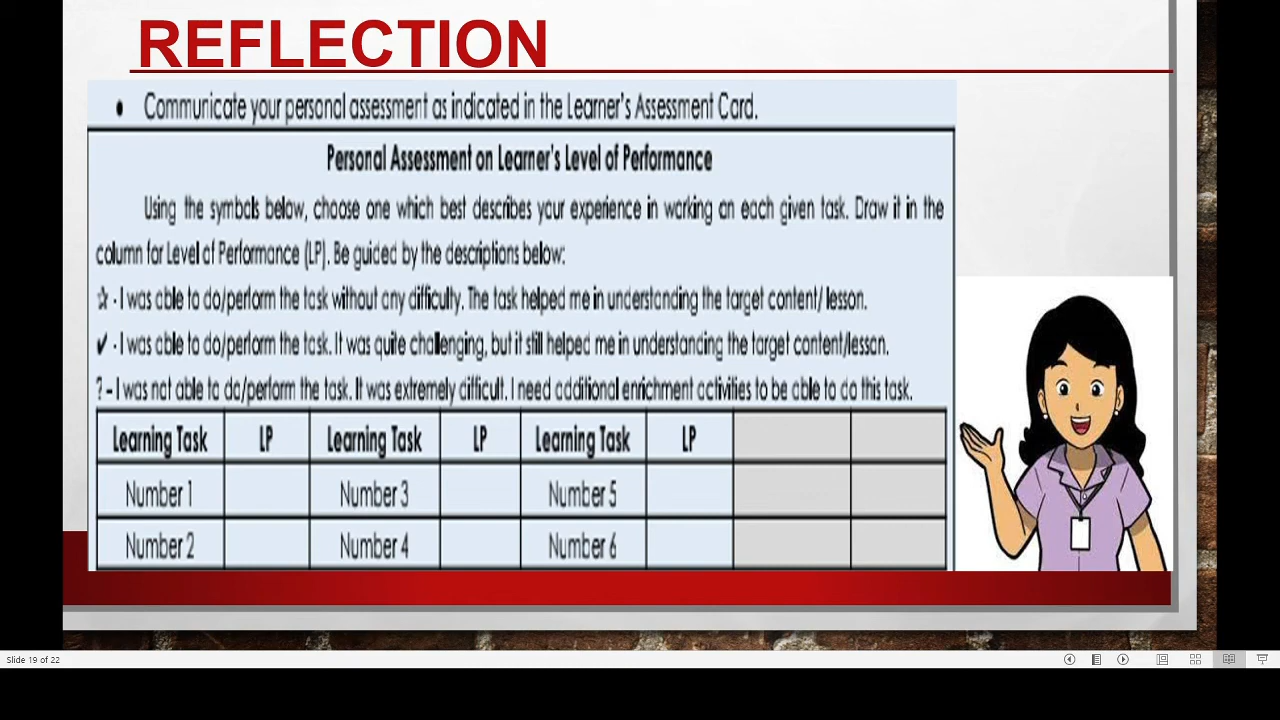 REFLECTION
• Communicate your personal assessment as indicated in the Learner's Assessment Card.
Personal Assessment on Learner's Level of Performance
Using the symbols below, choose one which best describes your experience in working on each given task. Draw it in the
column for Level of Performance (LP). Be guided by the descriptions below:
☆ - I was able to do/perform the task without any difficulty. The task helped me in understanding the target content/ lesson.
✔ - I was able to do/perform the task. It was quite challenging, but it still helped me in understanding the target content/lesson.
? – I was not able to do/perform the task. It was extremely difficult. I need additional enrichment activities to be able to do this task.
Learning Task LP Learning Task LP Learning Task LP
Number 1 Number 3 Number 5
Number 2 Number 4 Number 6
Slide 19 of 22